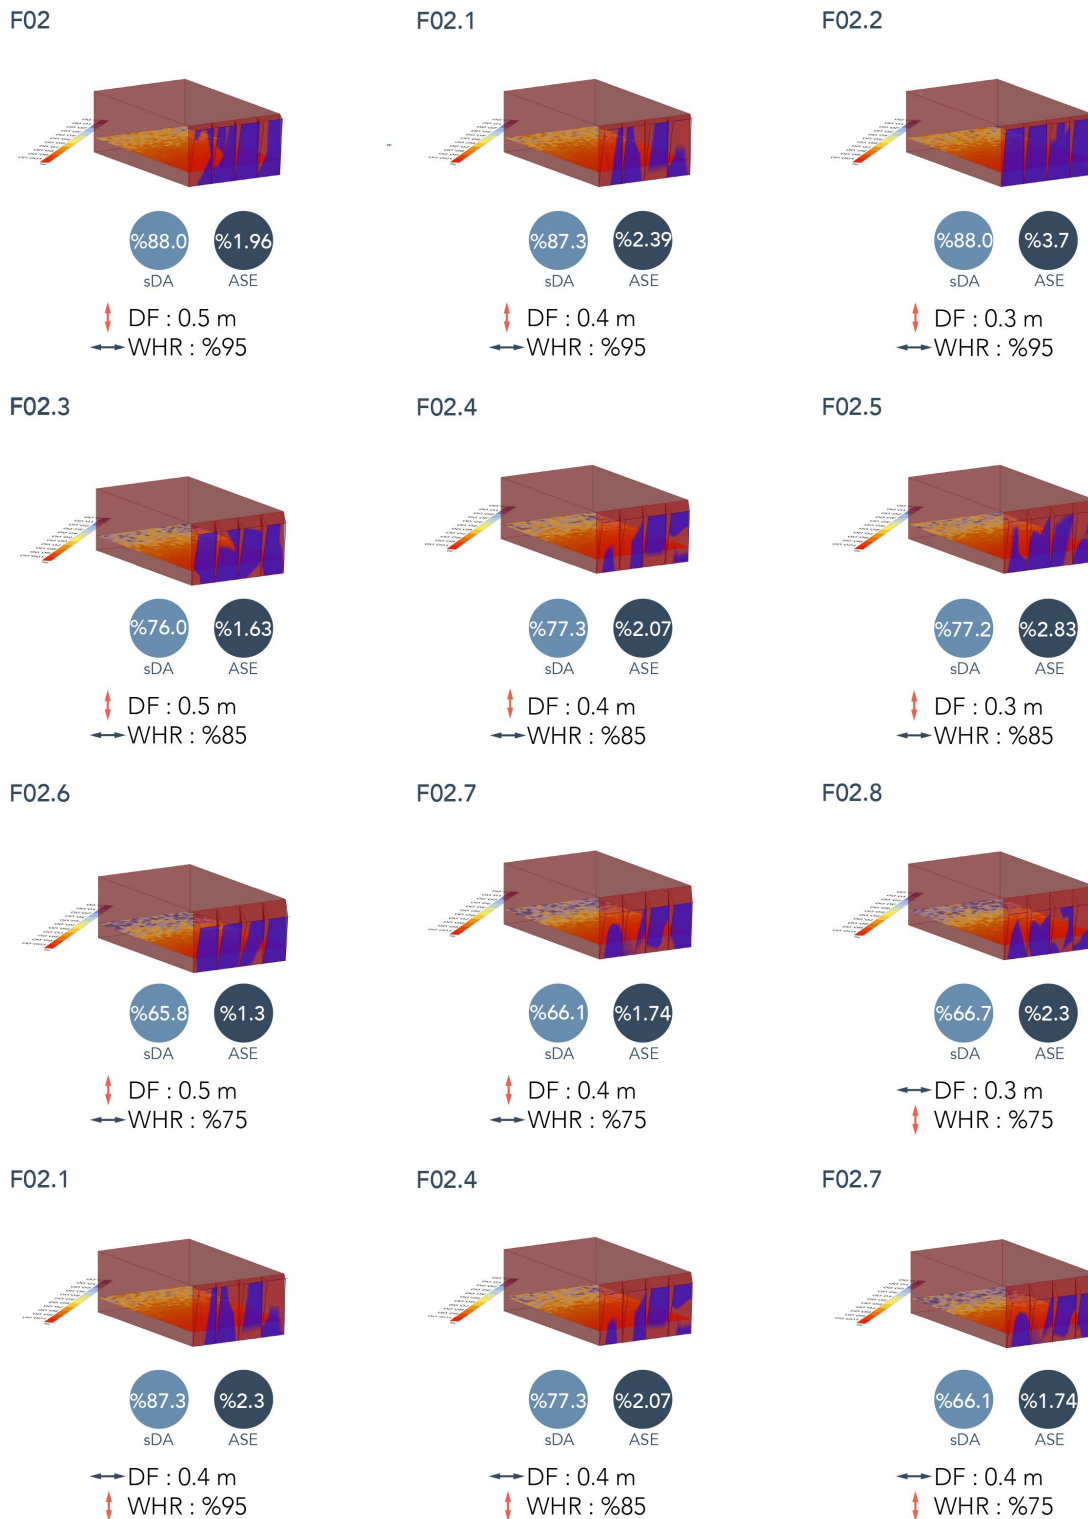 F02
F02.1
F02.2
%88.0
%1.96
%87.3
%2.39
%88.0
%3.7
sDA
ASE
sDA
ASE
sDA
ASE
DF : 0.5 m
DF : 0.4 m
DF : 0.3 m
WHR : %95
WHR : %95
WHR : %95
F02.3
F02.4
F02.5
%76.0
%1.63
%77.3
%2.07
%77.2
%2.83
sDA
ASE
sDA
ASE
sDA
ASE
DF : 0.5 m
DF : 0.4 m
DF : 0.3 m
WHR : %85
WHR : %85
WHR : %85
F02.6
F02.7
F02.8
%65.8
%1.3
%66.1
%1.74
%66.7
%2.3
sDA
ASE
sDA
ASE
sDA
ASE
DF : 0.5 m
DF : 0.4 m
DF : 0.3 m
WHR : %75
WHR : %75
WHR : %75
F02.1
F02.4
F02.7
%87.3
%2.3
%77.3
%2.07
%66.1
%1.74
sDA
ASE
sDA
ASE
sDA
ASE
DF : 0.4 m
DF : 0.4 m
DF : 0.4 m
WHR : %95
WHR : %85
WHR : %75